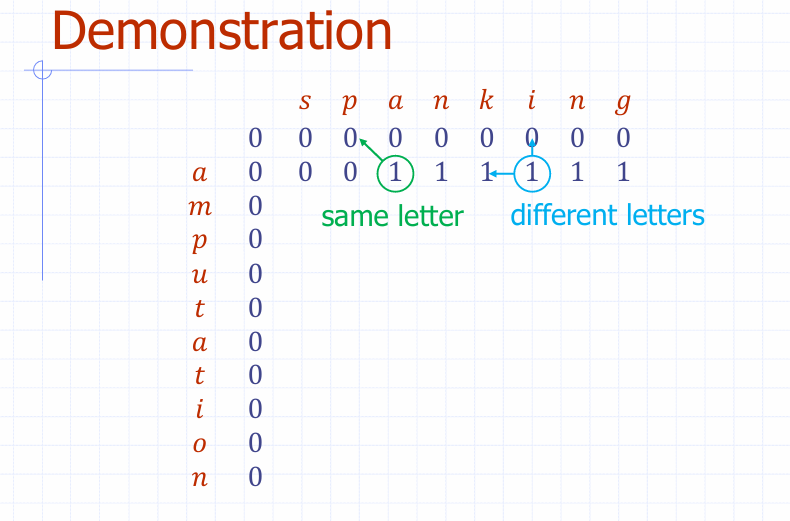 Demonstration
s p a n k i n g
0 0 0 0 0 0 0 0 0
a 0 0 0 1 1 1 1 1 1
m 0
same letter different letters
p 0
u 0
t 0
a 0
t 0
i 0
o 0
n 0